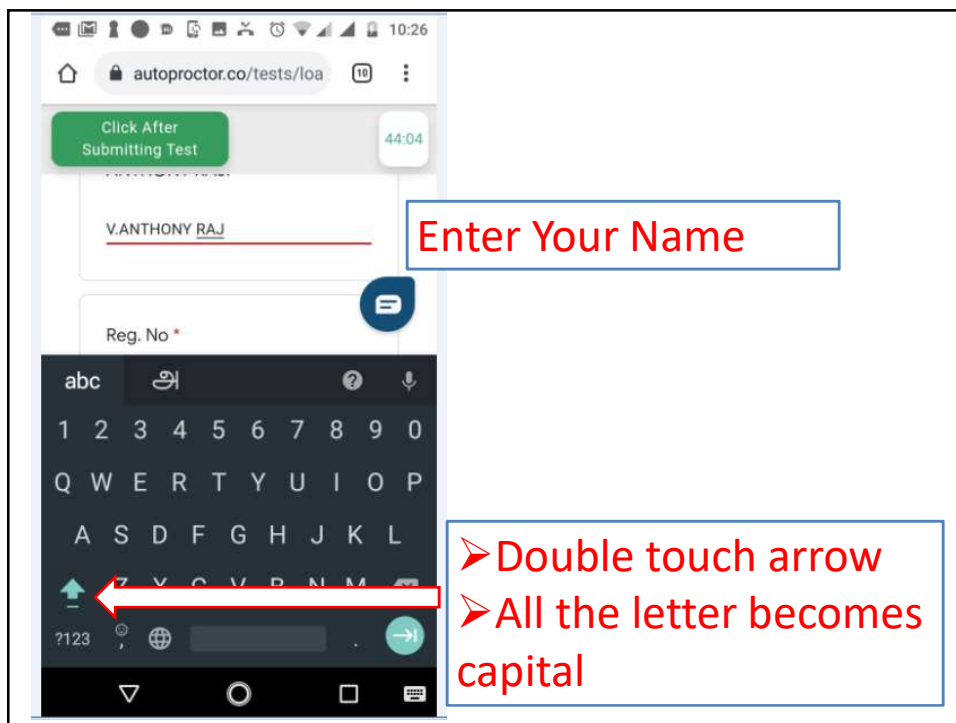 10:26
autoproctor.co/tests/loa 10
Click After
Submitting Test
44:04
V.ANTHONY RAJ
Enter Your Name
Reg. No *
abc அ
1 2 3 4 5 6 7 8 9 0
Q W E R T Y U I O P
A S D F G H J K L
Z X C V B N M
➢Double touch arrow
➢All the letter becomes
capital
?123 , .